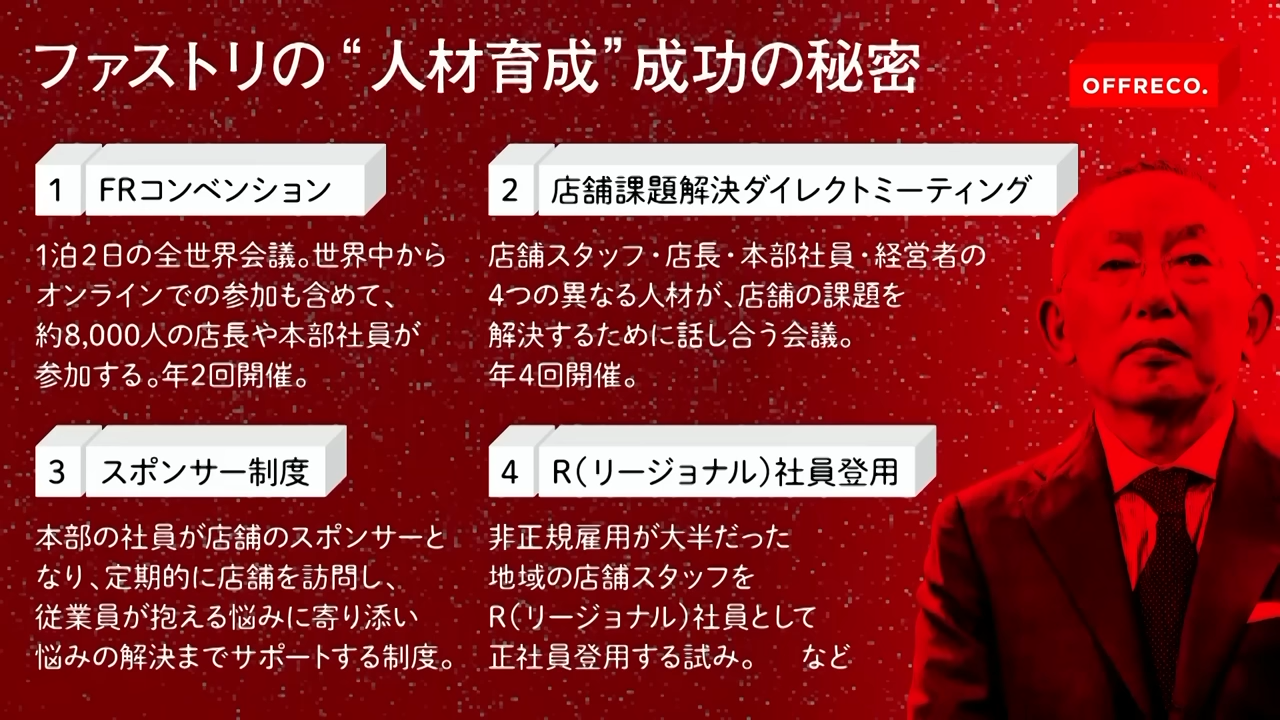 ファストリの“人材育成”成功の秘密
OFFRECO.
1 FRコンベンション
1泊2日の全世界会議。世界中から
オンラインでの参加も含めて、
約8,000人の店長や本部社員が
参加する。年2回開催。
2 店舗課題解決ダイレクトミーティング
店舗スタッフ・店長・本部社員・経営者の
4つの異なる人材が、店舗の課題を
解決するために話し合う会議。
年4回開催。
3 スポンサー制度
本部の社員が店舗のスポンサーと
なり、定期的に店舗を訪問し、
従業員が抱える悩みに寄り添い
悩みの解決までサポートする制度。
4 R(リージョナル)社員登用
非正規雇用が大半だった
地域の店舗スタッフを
R(リージョナル)社員として
正社員登用する試み。 など